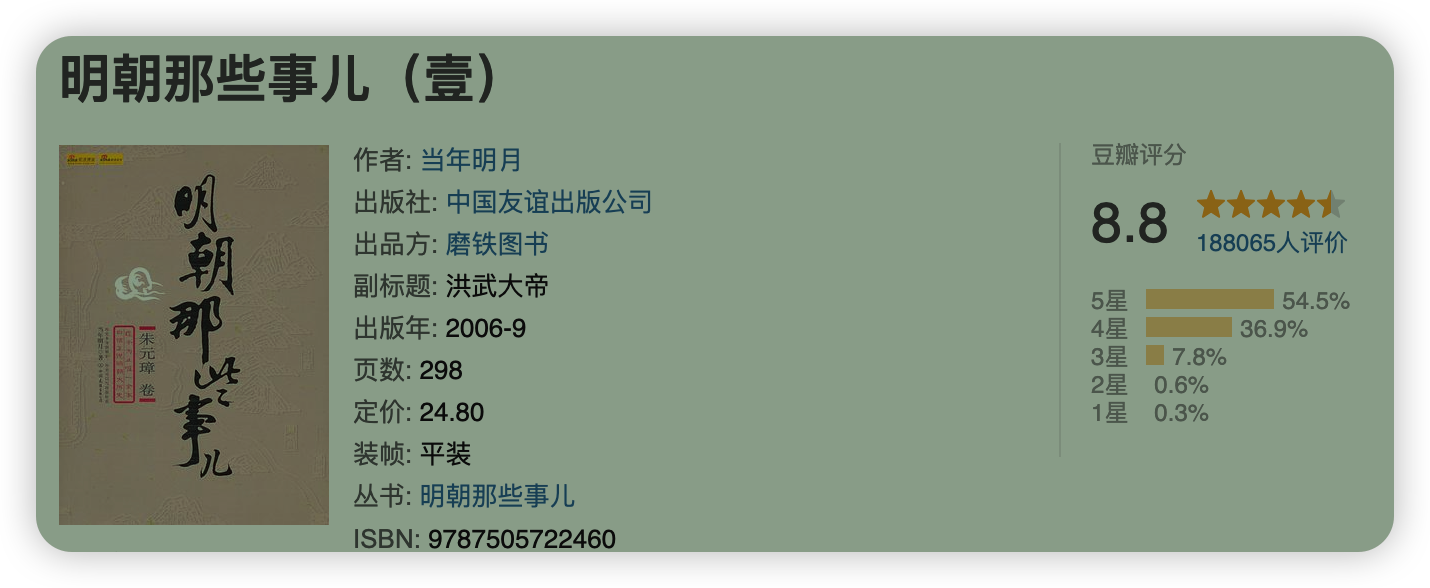 明朝那些事儿（壹）
明朝那些事儿
朱元璋 卷
作者: 当年明月
出版社: 中国友谊出版公司
出品方: 磨铁图书
副标题: 洪武大帝
出版年: 2006-9
页数: 298
定价: 24.80
装帧: 平装
丛书: 明朝那些事儿
ISBN: 9787505722460
豆瓣评分
8.8
188065人评价
5星 54.5%
4星 36.9%
3星 7.8%
2星 0.6%
1星 0.3%